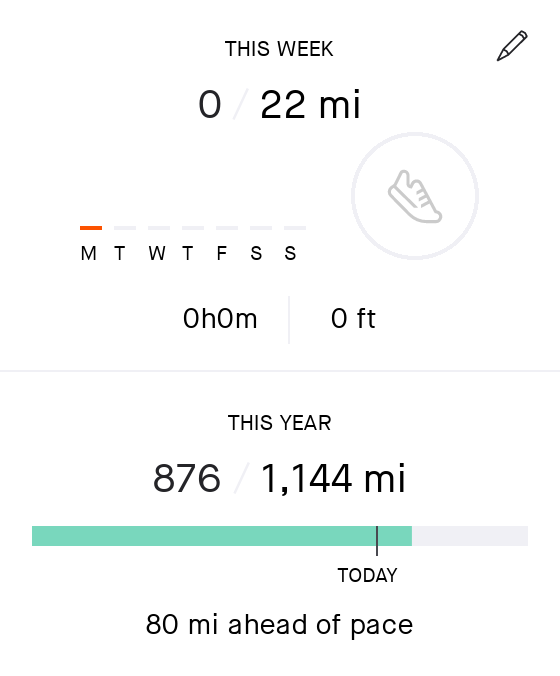 THIS WEEK
0 / 22 mi
M T W T F S S
0h0m 0 ft
THIS YEAR
876 / 1,144 mi
TODAY
80 mi ahead of pace